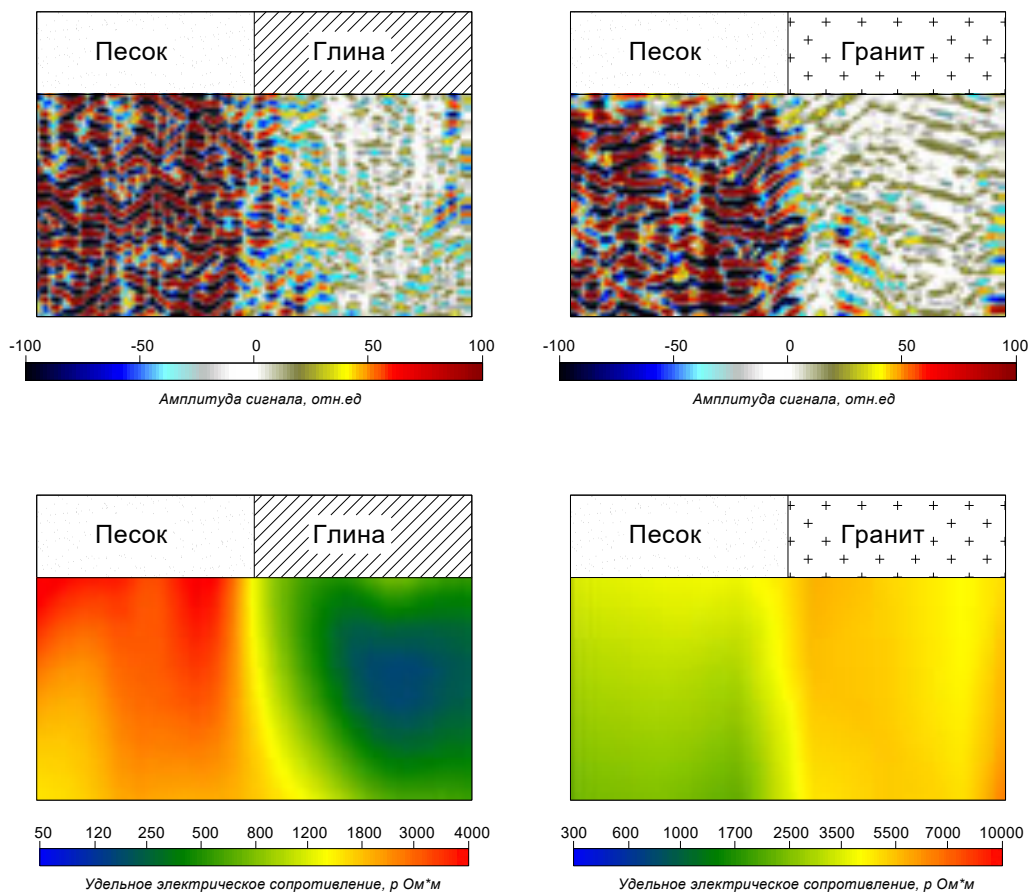 Песок Глина
Песок Гранит
-100 -50 0 50 100
Амплитуда сигнала, отн.ед
-100 -50 0 50 100
Амплитуда сигнала, отн.ед
Песок Глина
Песок Гранит
50 120 250 500 800 1200 1800 3000 4000
Удельное электрическое сопротивление, р Ом*м
300 600 1000 1700 2500 3500 5500 7000 10000
Удельное электрическое сопротивление, р Ом*м